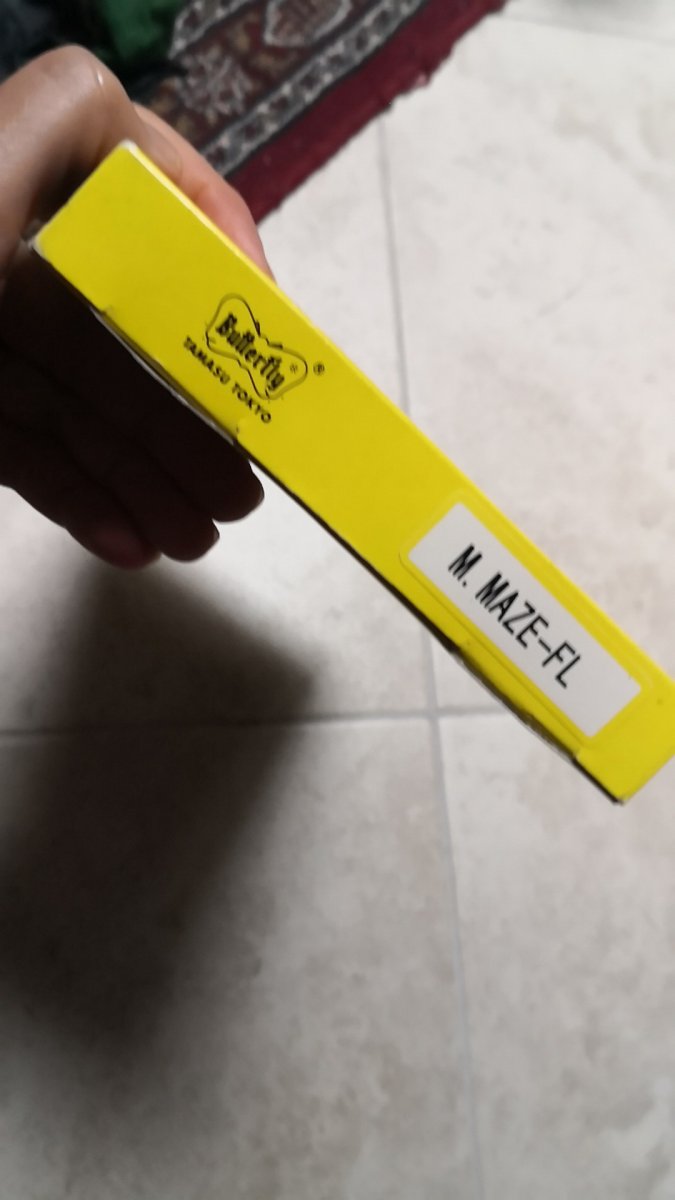 Butterfly®
TAMASU TOKYO
M. MAZE-FL